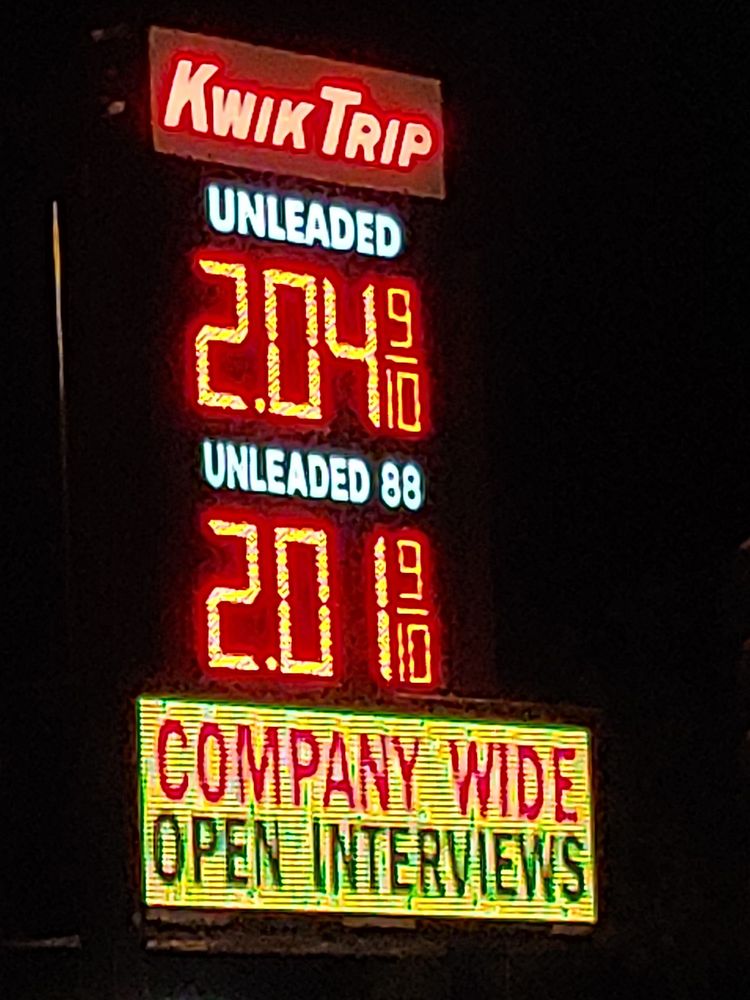 KWIK TRIP
UNLEADED
2.04 9/10
UNLEADED 88
2.01 9/10
COMPANY WIDE
OPEN INTERVIEWS